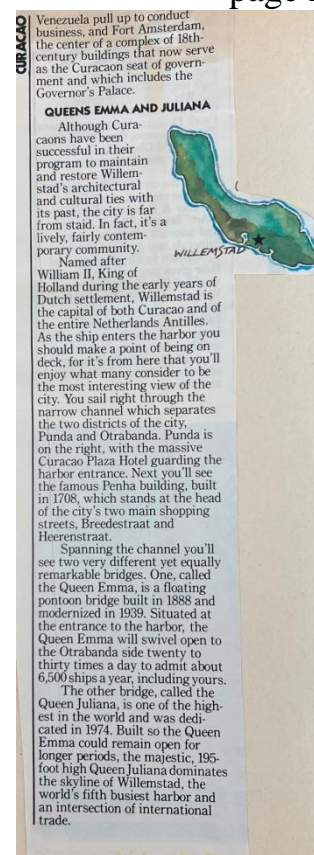 page
CURACAO
Venezuela pull up to conduct
business, and Fort Amsterdam,
the center of a complex of 18th-
century buildings that now serve
as the Curacaon seat of govern-
ment and which includes the
Governor's Palace.
QUEENS EMMA AND JULIANA
Although Cura-
caons have been
successful in their
program to maintain
and restore Willem-
stad's architectural
and cultural ties with
its past, the city is far
from staid. In fact, it's a
lively, fairly contem-
porary community.
WILLEMSTAD
Named after
William II, King of
Holland during the early years of
Dutch settlement, Willemstad is
the capital of both Curacao and of
the entire Netherlands Antilles.
As the ship enters the harbor you
should make a point of being on
deck, for it's from here that you'll
enjoy what many consider to be
the most interesting view of the
city. You sail right through the
narrow channel which separates
the two districts of the city,
Punda and Otrabanda. Punda is
on the right, with the massive
Curacao Plaza Hotel guarding the
harbor entrance. Next you'll see
the famous Penha building, built
in 1708, which stands at the head
of the city's two main shopping
streets, Breedestraat and
Heerenstraat.
Spanning the channel you'll
see two very different yet equally
remarkable bridges. One, called
the Queen Emma, is a floating
pontoon bridge built in 1888 and
modernized in 1939. Situated at
the entrance to the harbor, the
Queen Emma will swivel open to
the Otrabanda side twenty to
thirty times a day to admit about
6,500 ships a year, including yours.
The other bridge, called the
Queen Juliana, is one of the high-
est in the world and was dedi-
cated in 1974. Built so the Queen
Emma could remain open for
longer periods, the majestic, 195-
foot high Queen Juliana dominates
the skyline of Willemstad, the
world's fifth busiest harbor and
an intersection of international
trade.